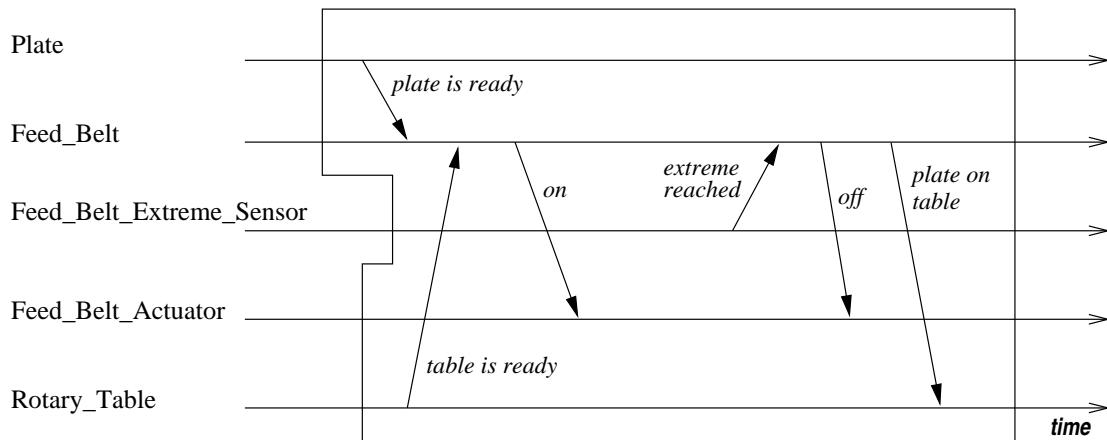 Plate
plate is ready
Feed_Belt
extreme
reached
plate on
table
on
off
Feed_Belt_Extreme_Sensor
Feed_Belt_Actuator
table is ready
Rotary_Table
time